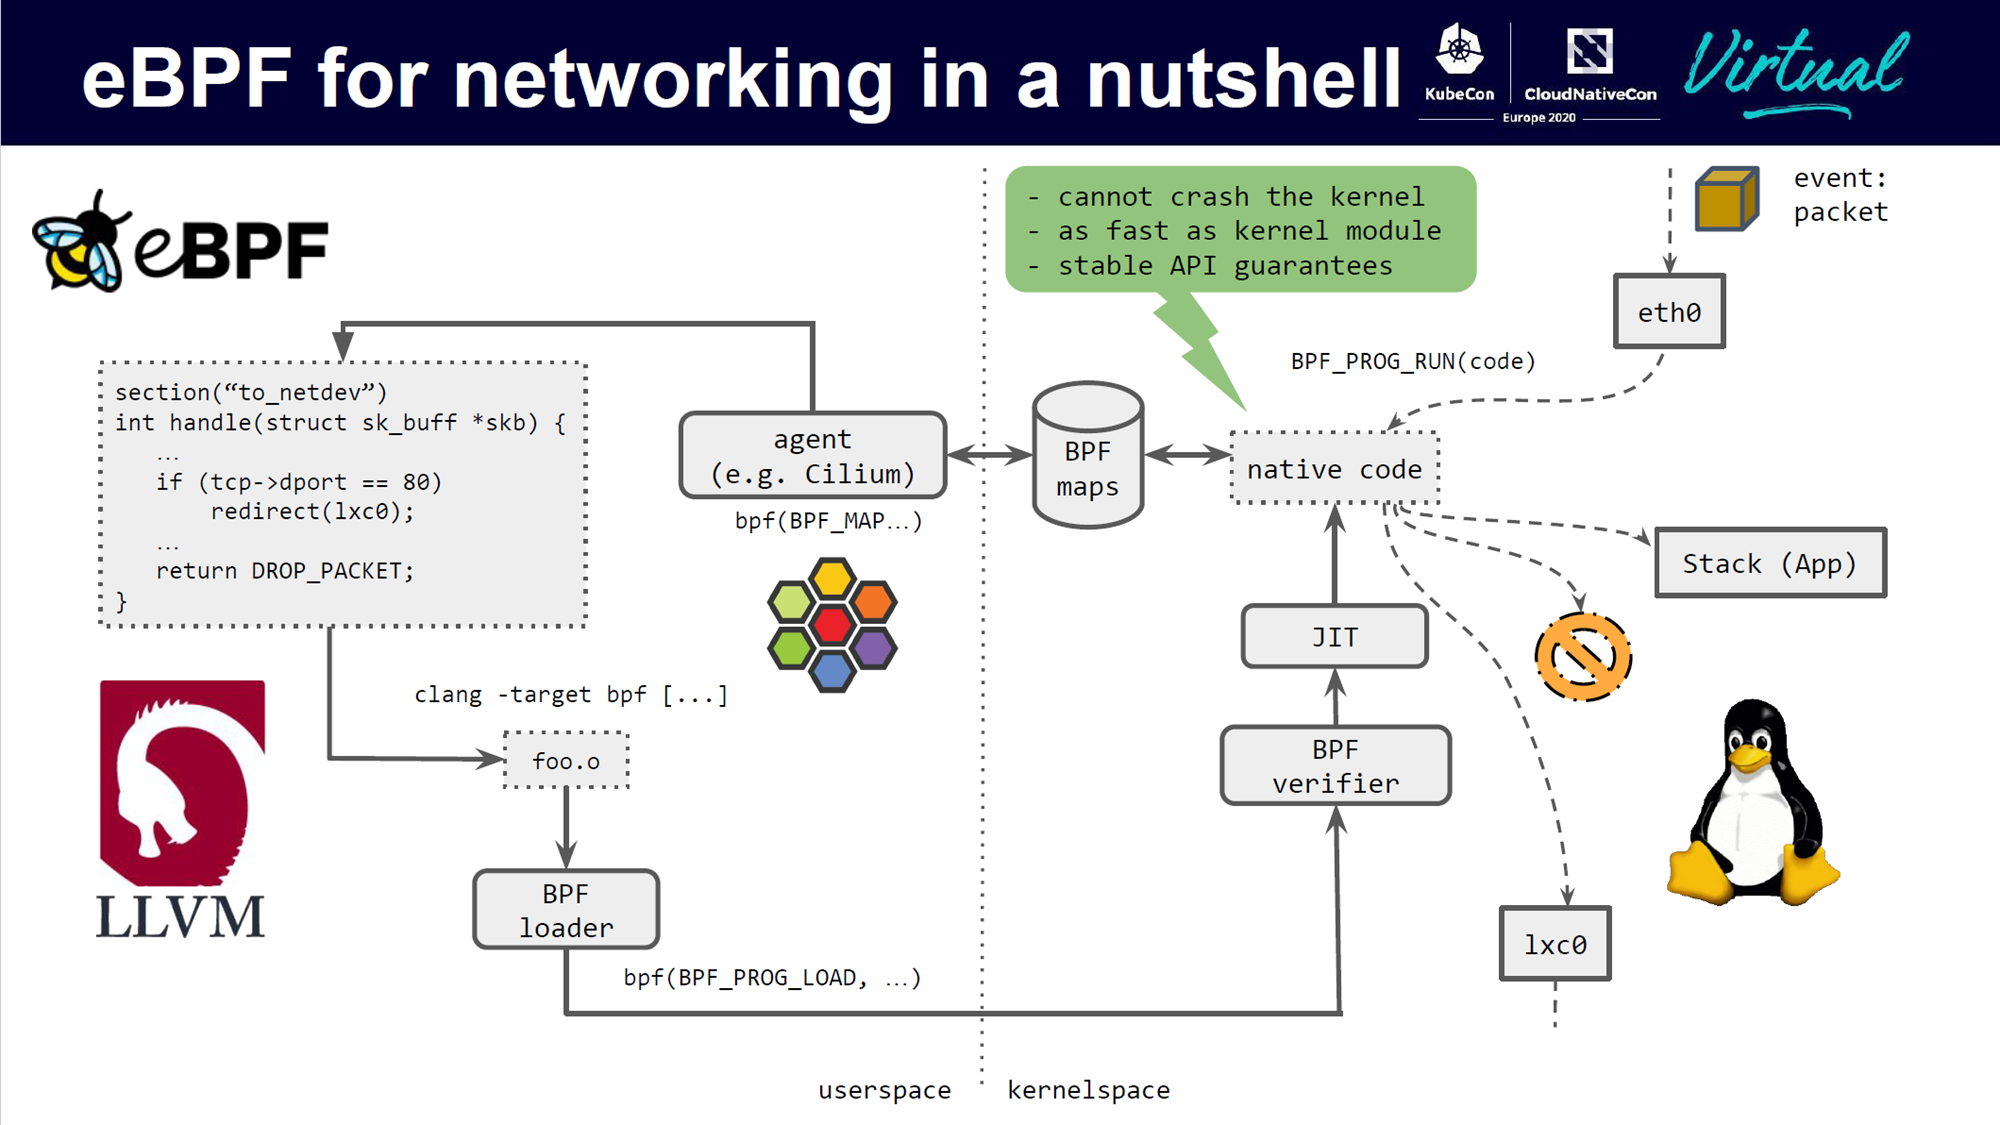 eBPF for networking in a nutshell
KubeCon
CloudNativeCon
Europe 2020
Virtual
eBPF
- cannot crash the kernel
- as fast as kernel module
- stable API guarantees
event:
packet
eth0
BPF_PROG_RUN(code)
section(“to_netdev”)
int handle(struct sk_buff *skb) {
…
if (tcp->dport == 80)
redirect(lxc0);
…
return DROP_PACKET;
}
agent
(e.g. Cilium)
bpf(BPF_MAP…)
BPF
maps
native code
Stack (App)
JIT
clang -target bpf [...]
foo.o
BPF
verifier
LLVM
BPF
loader
lxc0
bpf(BPF_PROG_LOAD, …)
userspace
kernelspace